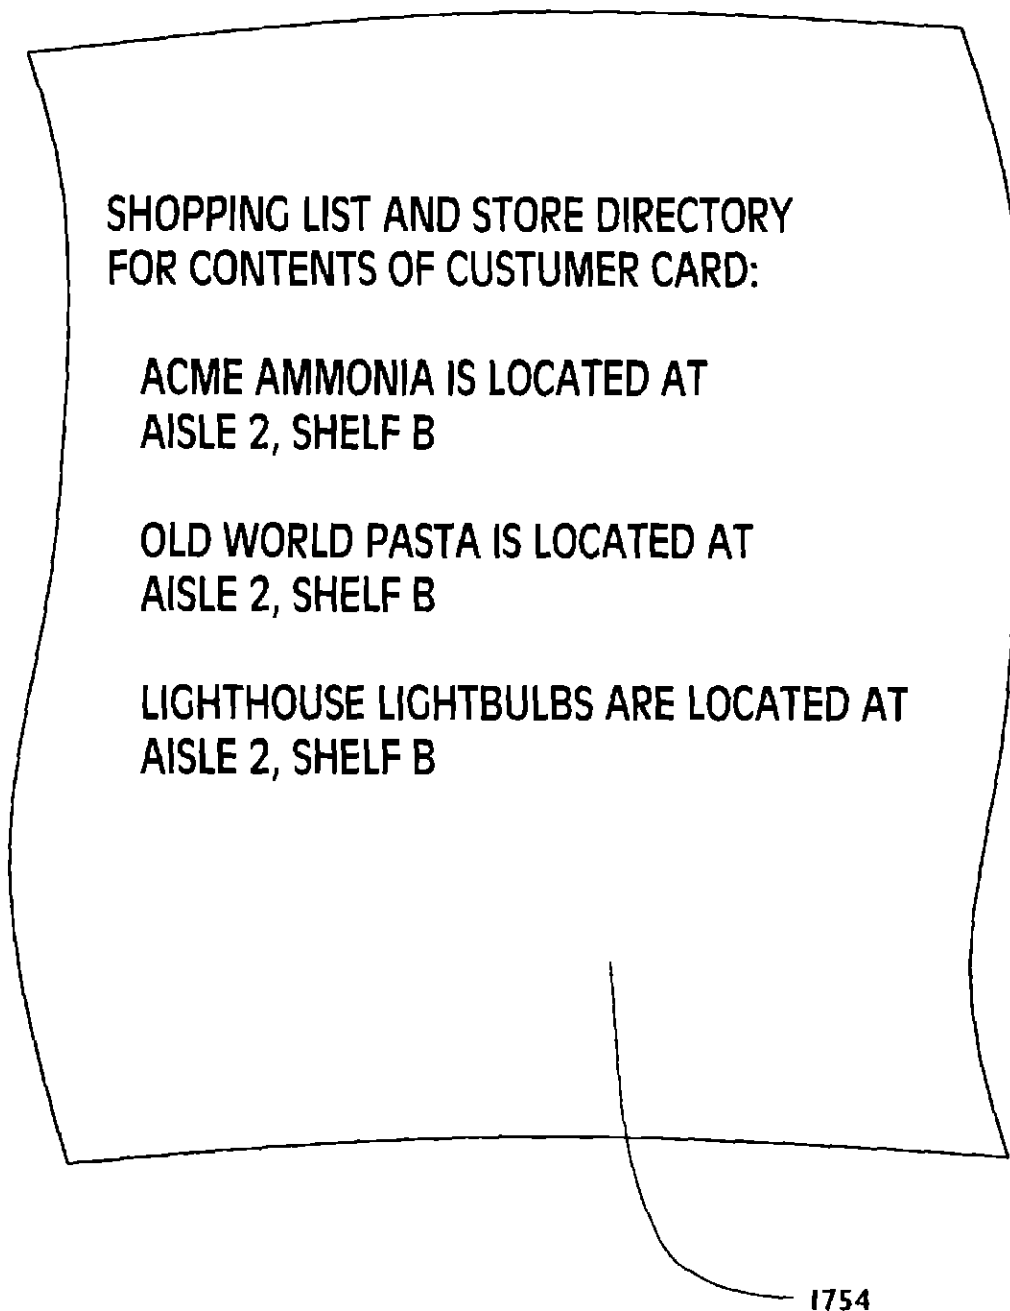 SHOPPING LIST AND STORE DIRECTORY
FOR CONTENTS OF CUSTUMER CARD:
ACME AMMONIA IS LOCATED AT
AISLE 2, SHELF B
OLD WORLD PASTA IS LOCATED AT
AISLE 2, SHELF B
LIGHTHOUSE LIGHTBULBS ARE LOCATED AT
AISLE 2, SHELF B
1754